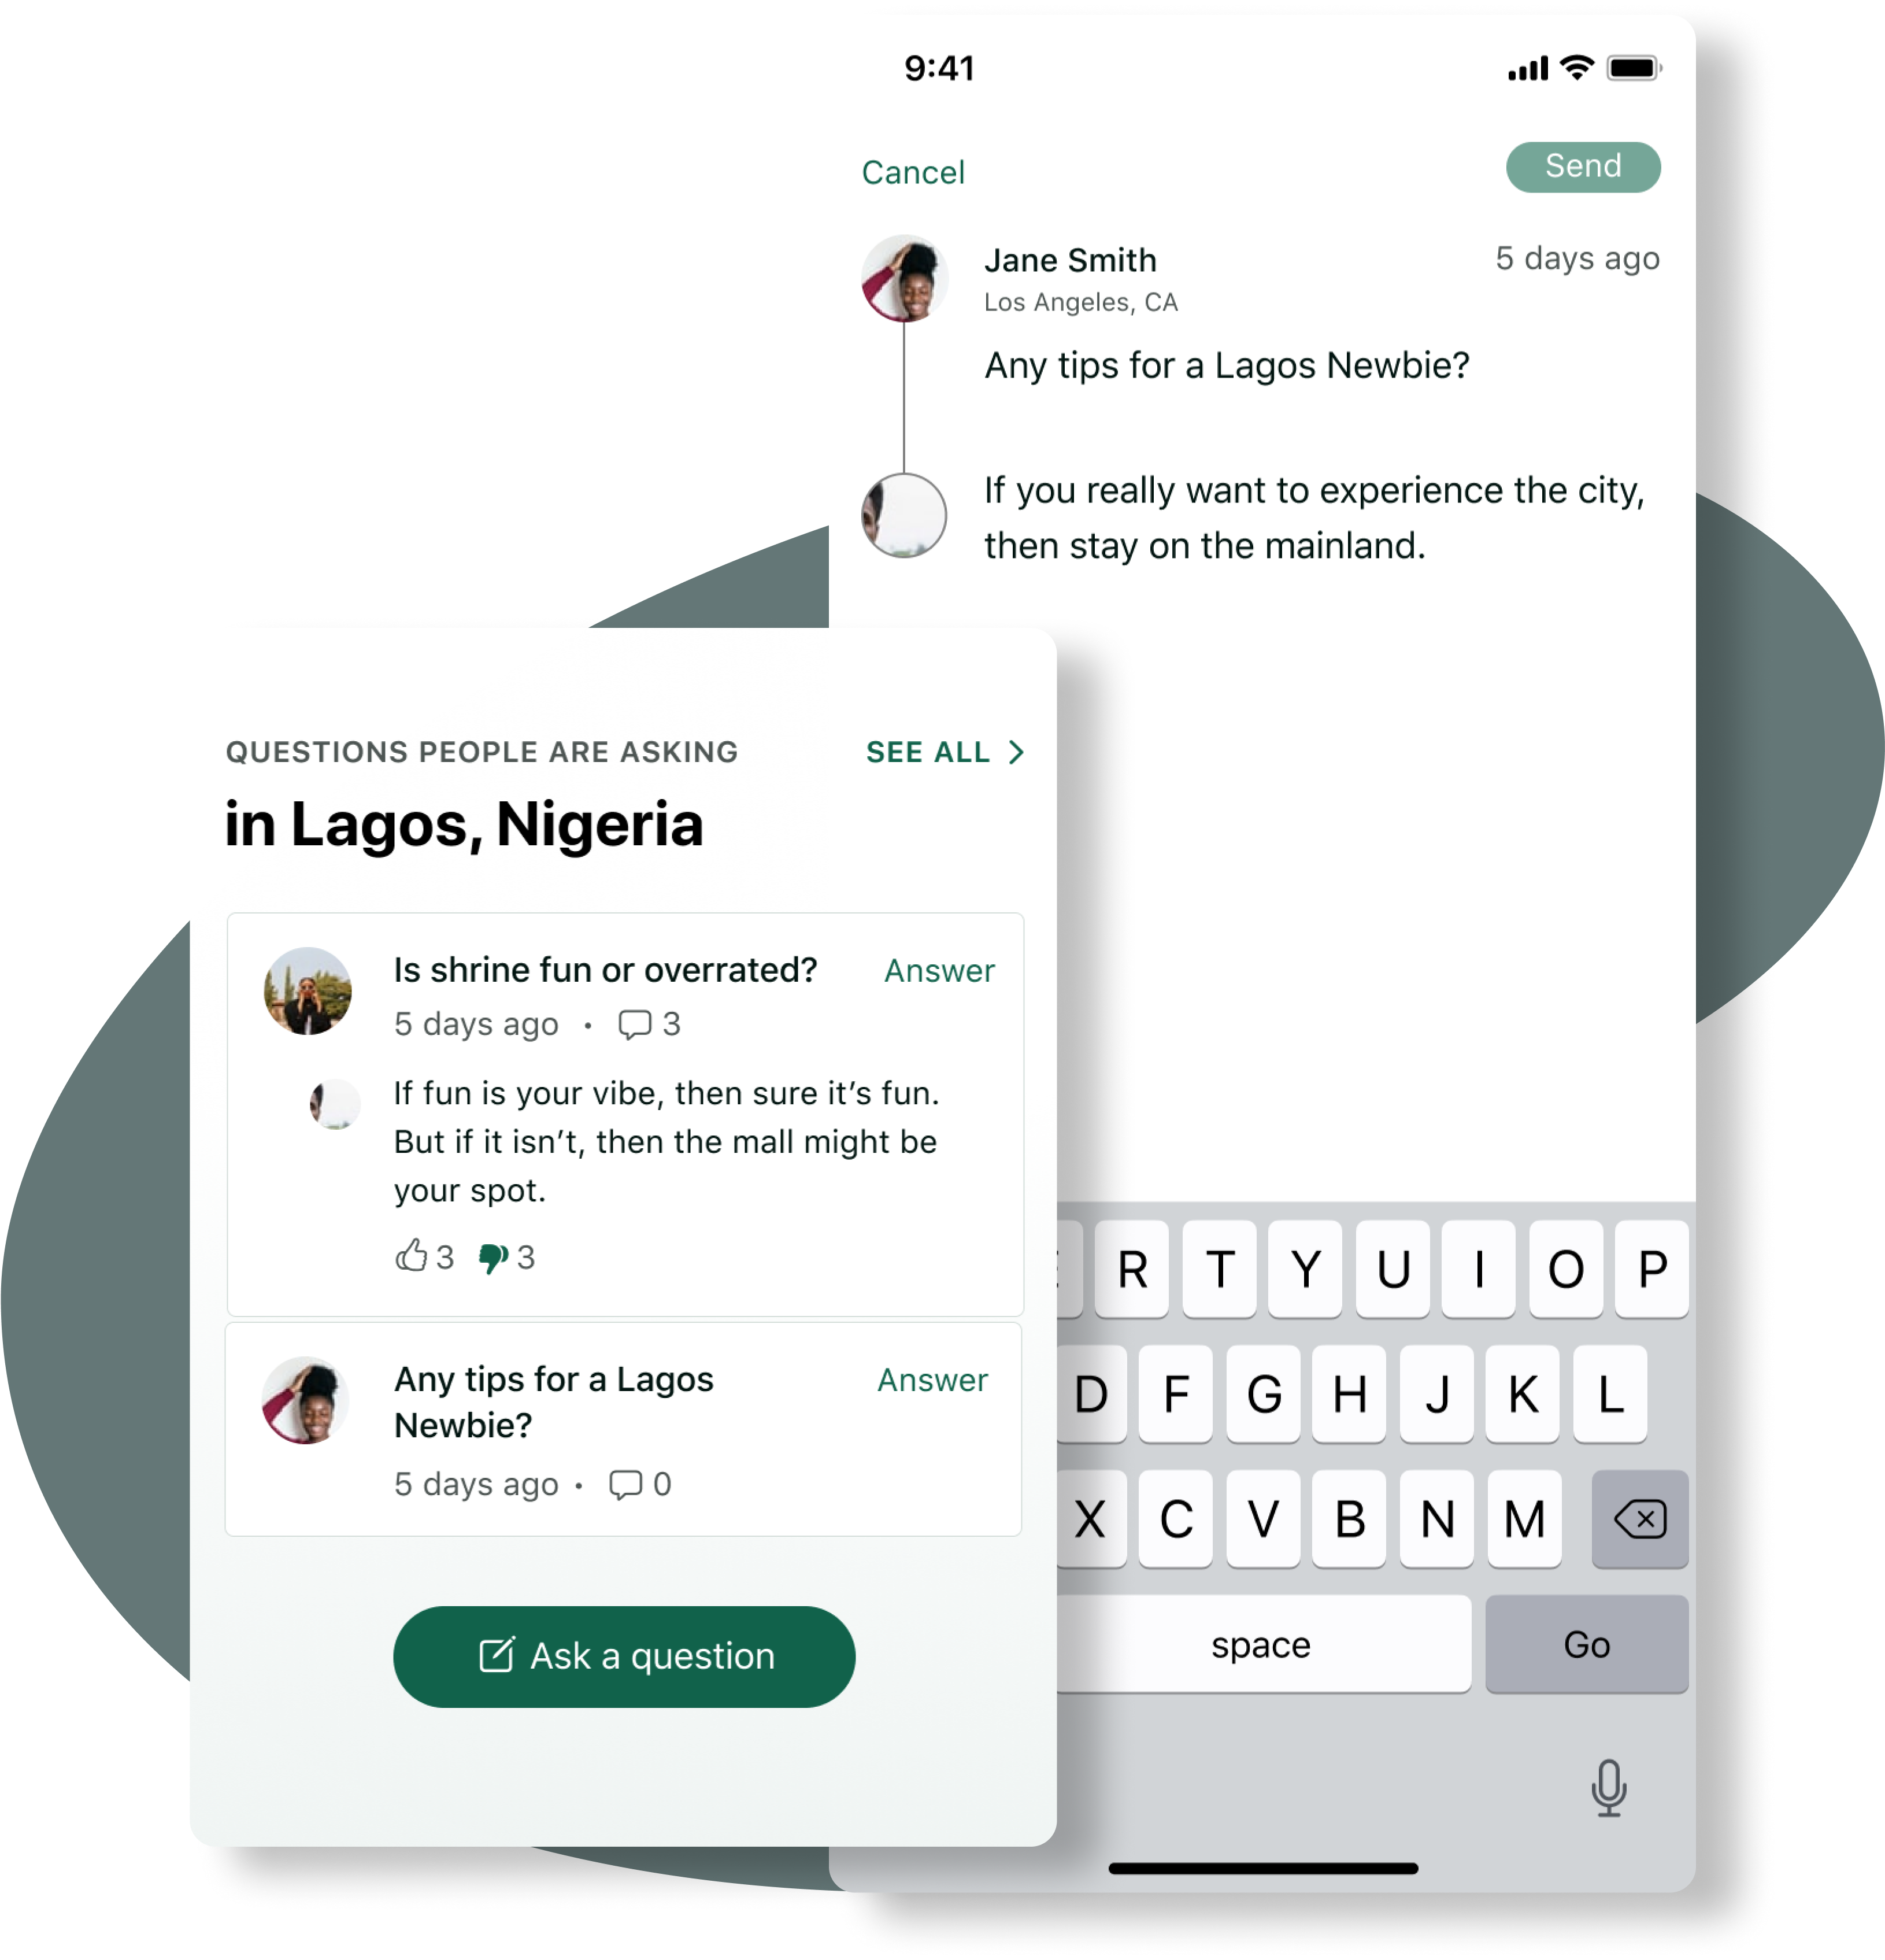 9:41
Cancel
Send
Jane Smith
5 days ago
Los Angeles, CA
Any tips for a Lagos Newbie?
If you really want to experience the city,
then stay on the mainland.
QUESTIONS PEOPLE ARE ASKING
SEE ALL
in Lagos, Nigeria
Is shrine fun or overrated?
Answer
5 days ago • 3
If fun is your vibe, then sure it’s fun.
But if it isn’t, then the mall might be
your spot.
3 3
Any tips for a Lagos
Newbie?
Answer
5 days ago • 0
Ask a question
R T Y U I O P
D F G H J K L
X C V B N M
space Go